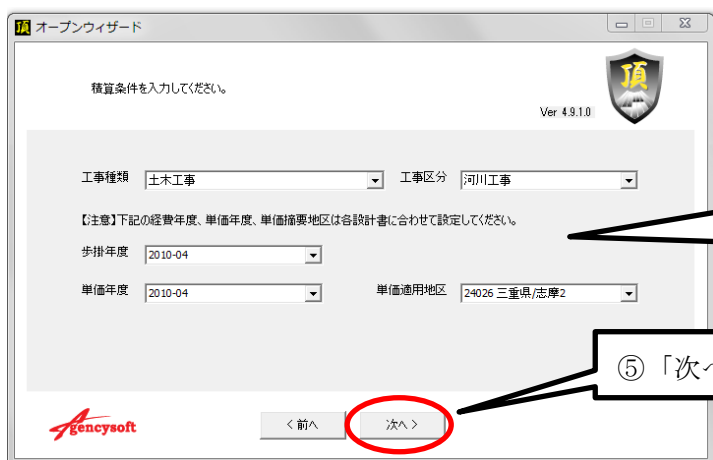 頂 オープンウィザード
積算条件を入力してください。
頂
Ver 4.9.1.0
工事種類 土木工事 工事区分 河川工事
【注意】下記の経費年度、単価年度、単価摘要地区は各設計書に合わせて設定してください。
歩掛年度 2010-04
単価年度 2010-04 単価適用地区 24026 三重県/志摩2
⑤「次へ
Agencysoft
< 前へ 次へ >